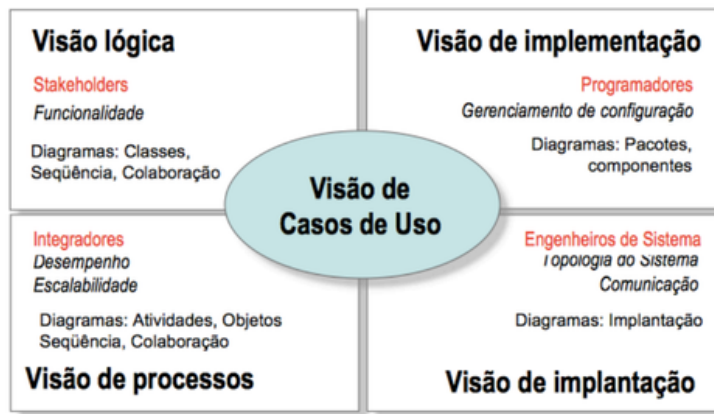 Visão lógica
Stakeholders
Funcionalidade
Diagramas: Classes,
Seqüência, Colaboração
Visão de implementação
Programadores
Gerenciamento de configuração
Diagramas: Pacotes,
componentes
Visão de
Casos de Uso
Integradores
Desempenho
Escalabilidade
Diagramas: Atividades, Objetos
Seqüência, Colaboração
Visão de processos
Engenheiros de Sistema
Topologia do Sistema
Comunicação
Diagramas: Implantação
Visão de implantação